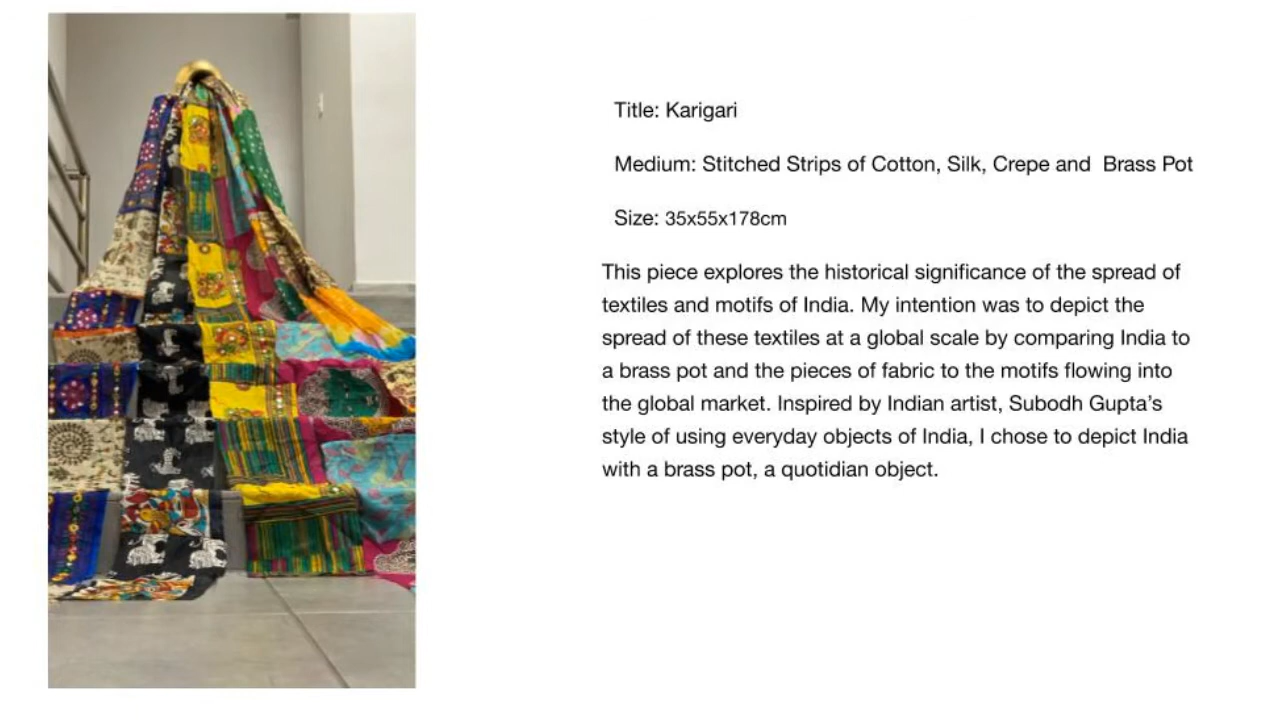 Title: Karigari
Medium: Stitched Strips of Cotton, Silk, Crepe and  Brass Pot
Size: 35x55x178cm
This piece explores the historical significance of the spread of
textiles and motifs of India. My intention was to depict the
spread of these textiles at a global scale by comparing India to
a brass pot and the pieces of fabric to the motifs flowing into
the global market. Inspired by Indian artist, Subodh Gupta’s
style of using everyday objects of India, I chose to depict India
with a brass pot, a quotidian object.